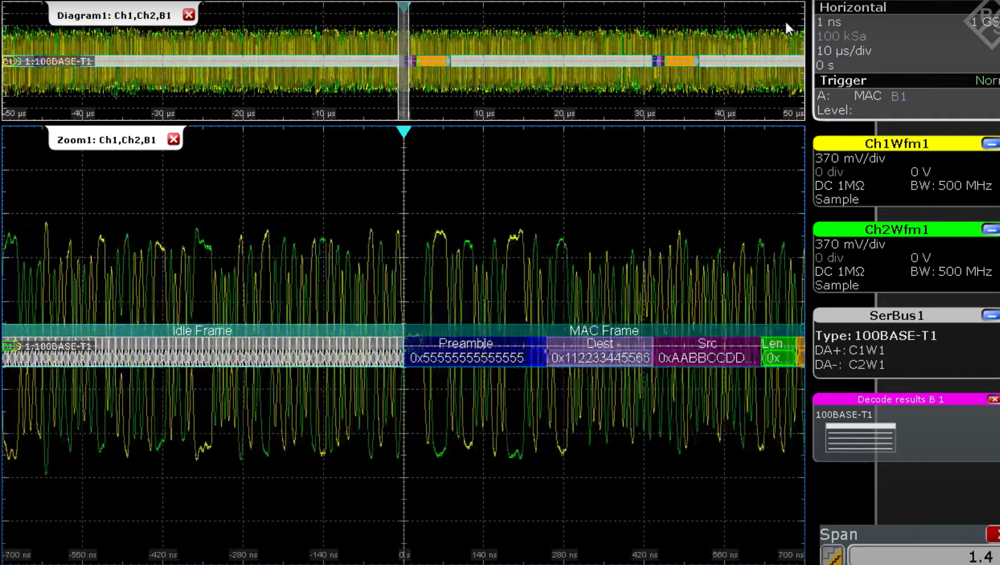 Diagram1: Ch1,Ch2,B1
1:100BASE-T1
-50 µs -40 µs -30 µs -20 µs -10 µs 10 µs 20 µs 30 µs 40 µs 50 µs
Zoom1: Ch1,Ch2,B1
Idle Frame MAC Frame
1:100BASE-T1
Preamble Dest Src Len...
0x55555555555555 0x112233445566 0xAABBCCDD... 0x...
-700 ns -560 ns -420 ns -280 ns -140 ns 0 s 140 ns 280 ns 420 ns 560 ns 700 ns
Horizontal
1 ns 1 GS
100 kSa
10 µs/div
0 s
Trigger Nor
A: MAC B1
Level:
Ch1Wfm1
370 mV/div
0 div 0 V
DC 1MΩ BW: 500 MHz
Sample
Ch2Wfm1
370 mV/div
0 div 0 V
DC 1MΩ BW: 500 MHz
Sample
SerBus1
Type: 100BASE-T1
DA+: C1W1
DA-: C2W1
Decode results B 1
100BASE-T1
Span
1.4